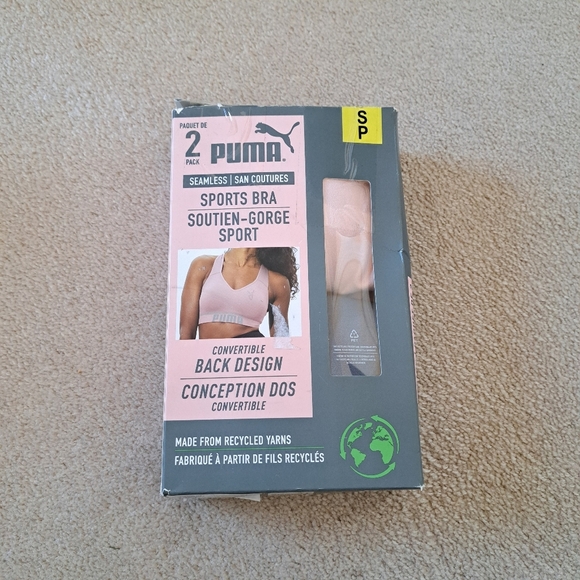 PAQUET DE
2
PACK
PUMA
SEAMLESS | SAN COUTURES
SPORTS BRA
SOUTIEN-GORGE
SPORT
PUMA
CONVERTIBLE
BACK DESIGN
CONCEPTION DOS
CONVERTIBLE
MADE FROM RECYCLED YARNS
FABRIQUÉ À PARTIR DE FILS RECYCLÉS
S
P